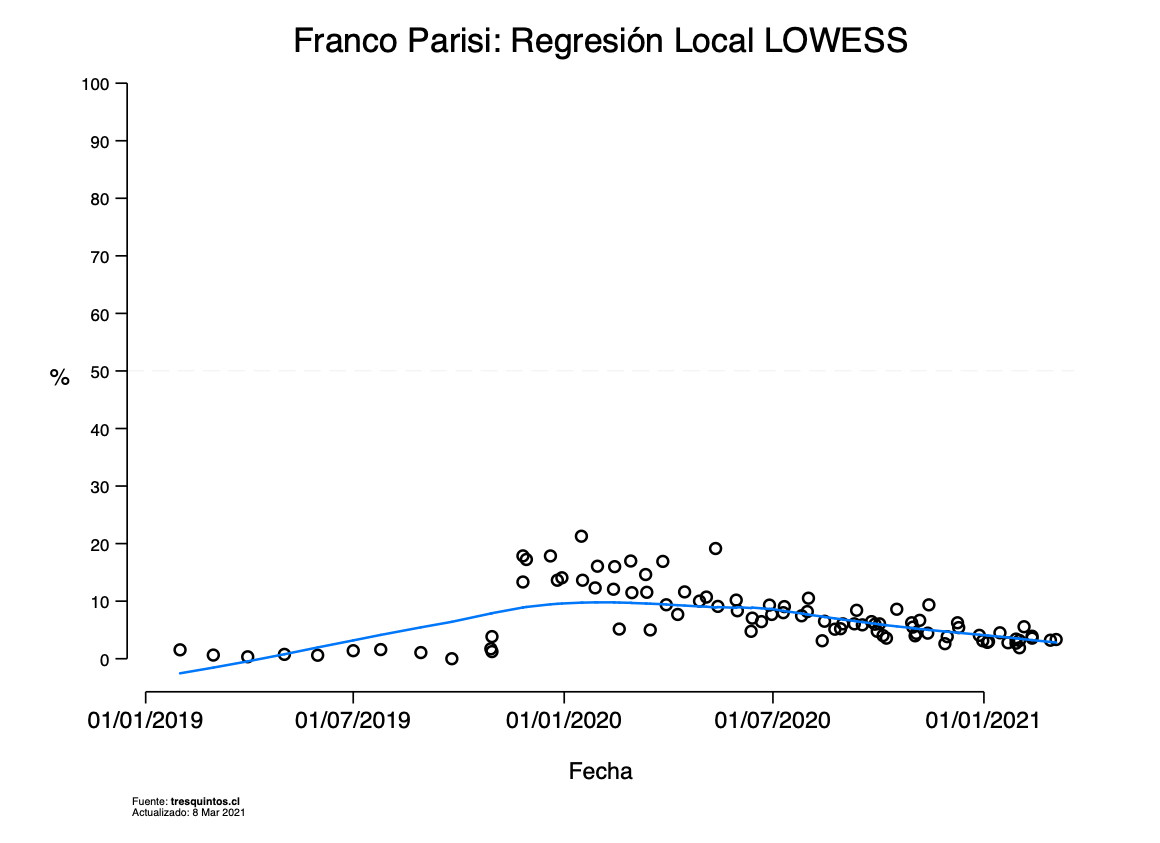 Franco Parisi: Regresión Local LOWESS
100
90
80
70
60
50
40
30
20
10
0
%
01/01/2019 01/07/2019 01/01/2020 01/07/2020 01/01/2021
Fecha
Fuente: tresquintos.cl
Actualizado: 8 Mar 2021